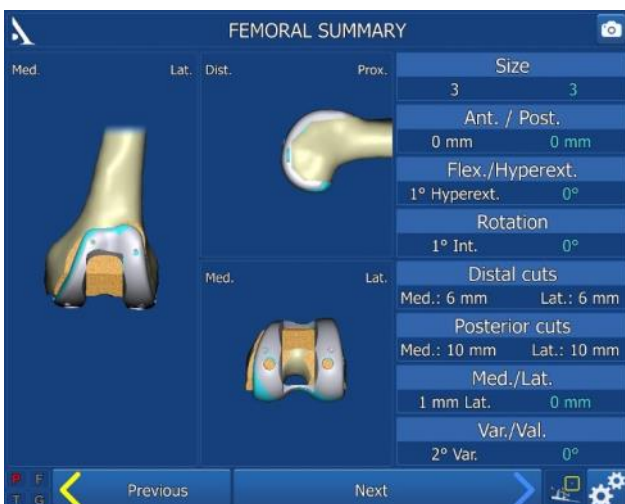 FEMORAL SUMMARY
Med. Lat. Dist. Prox.
Size
3 3
Ant. / Post.
0 mm 0 mm
Flex./Hyperext.
1° Hyperext. 0°
Rotation
1° Int. 0°
Med. Lat.
Distal cuts
Med.: 6 mm Lat.: 6 mm
Posterior cuts
Med.: 10 mm Lat.: 10 mm
Med./Lat.
1 mm Lat. 0 mm
Var./Val.
2° Var. 0°
P F
T G
Previous Next